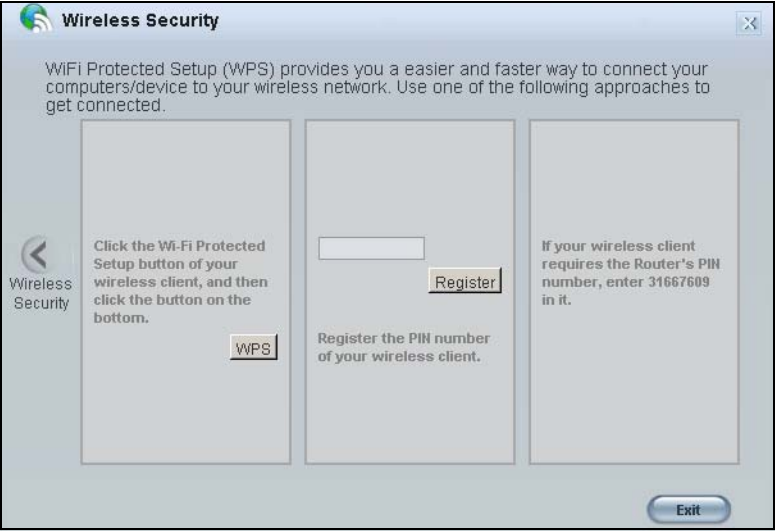 Wireless Security
WiFi Protected Setup (WPS) provides you a easier and faster way to connect your
computers/device to your wireless network. Use one of the following approaches to
get connected.
Wireless
Security
Click the Wi-Fi Protected
Setup button of your
wireless client, and then
click the button on the
bottom.
WPS
Register
Register the PIN number
of your wireless client.
If your wireless client
requires the Router's PIN
number, enter 31667609
in it.
Exit